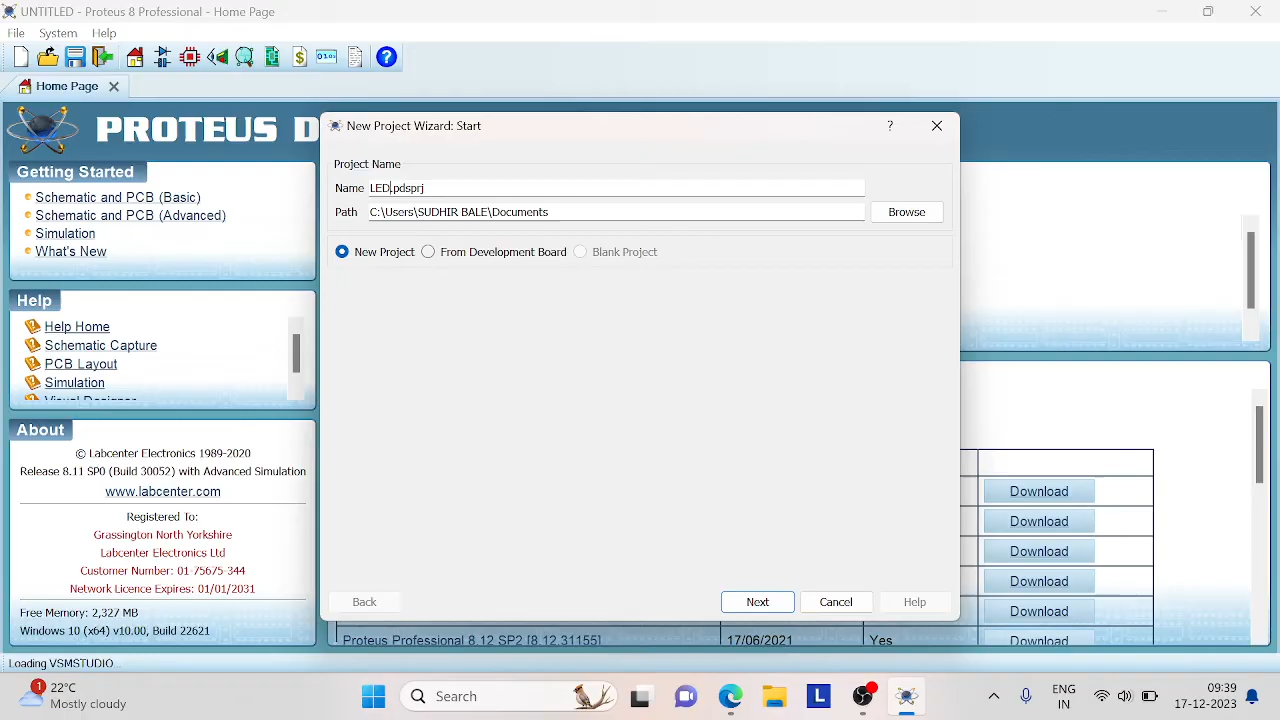 UNTITLED - Proteus 8 Professional - Home Page
File System Help
Home Page
PROTEUS D
Getting Started
Schematic and PCB (Basic)
Schematic and PCB (Advanced)
Simulation
What's New
Help
Help Home
Schematic Capture
PCB Layout
Simulation
Visual Designer
About
© Labcenter Electronics 1989-2020
Release 8.11 SP0 (Build 30052) with Advanced Simulation
www.labcenter.com
Registered To:
Grassington North Yorkshire
Labcenter Electronics Ltd
Customer Number: 01-75675-344
Network Licence Expires: 01/01/2031
Free Memory: 2,327 MB
Windows 10 (x64) v10.00, Build 22621
New Project Wizard: Start
?
Project Name
Name LED.pdsprj
Path C:\Users\SUDHIR BALE\Documents
Browse
New Project From Development Board Blank Project
Back Next Cancel Help
Download
Download
Download
Download
Download
Proteus Professional 8.12 SP2 [8.12.31155] 17/06/2021 Yes Download
Loading VSMSTUDIO...
1
22°C
Mostly cloudy
Search
L
ENG
IN
09:39
17-12-2023